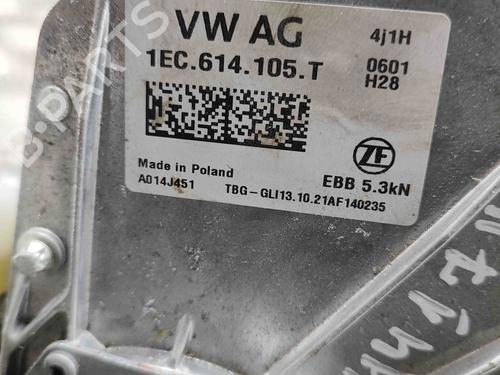 VW AG
4j1H
1EC.614.105.T
0601
H28
ZF
Made in Poland
A014J451
TBG-GLI13.10.21AF140235
EBB 5.3kN
B-PARTS